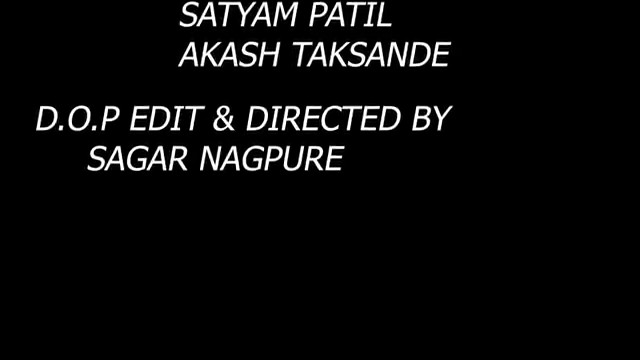 SATYAM PATIL
AKASH TAKSANDE
D.O.P EDIT & DIRECTED BY
SAGAR NAGPURE